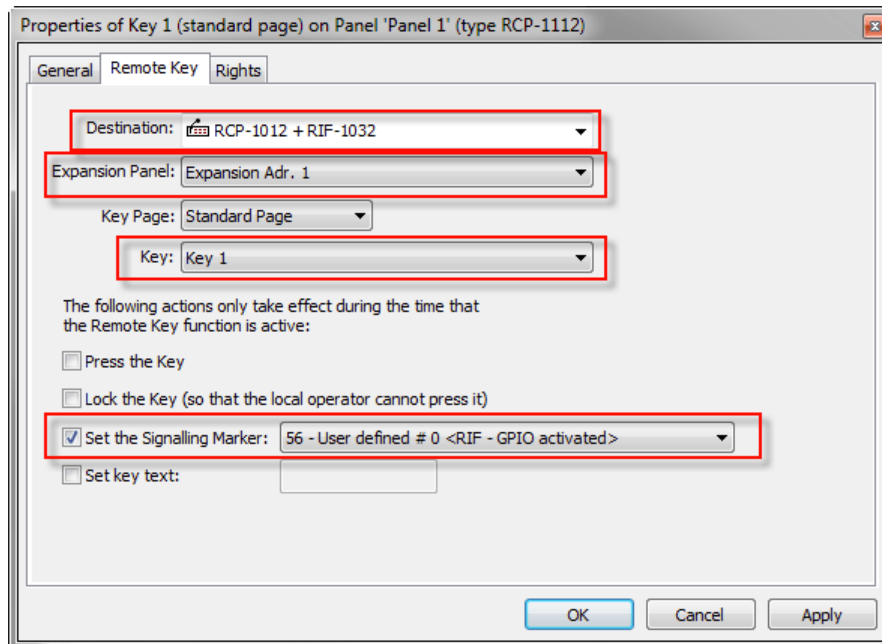 Properties of Key 1 (standard page) on Panel 'Panel 1' (type RCP-1112)
General Remote Key Rights
Destination: RCP-1012 + RIF-1032
Expansion Panel: Expansion Adr. 1
Key Page: Standard Page
Key: Key 1
The following actions only take effect during the time that
the Remote Key function is active:
Press the Key
Lock the Key (so that the local operator cannot press it)
Set the Signalling Marker: 56 - User defined # 0 <RIF - GPIO activated>
Set key text:
OK Cancel Apply